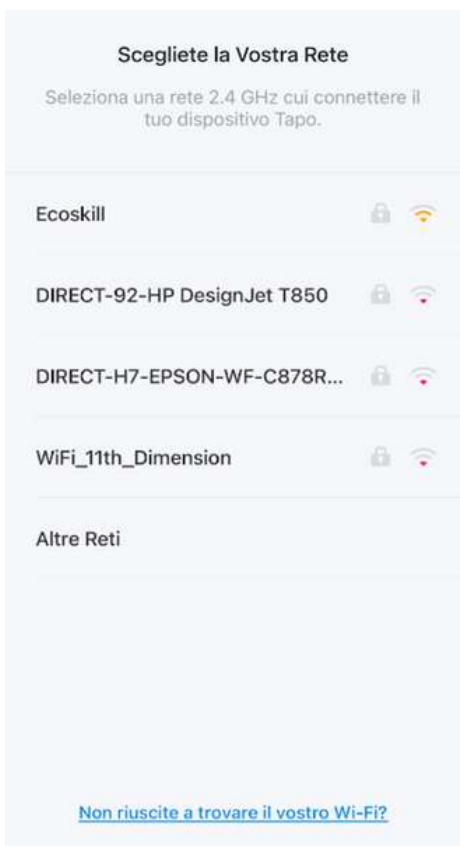 Scegliete la Vostra Rete
Seleziona una rete 2.4 GHz cui connettere il
tuo dispositivo Tapo.
Ecoskill
DIRECT-92-HP DesignJet T850
DIRECT-H7-EPSON-WF-C878R...
WiFi_11th_Dimension
Altre Reti
Non riuscite a trovare il vostro Wi-Fi?